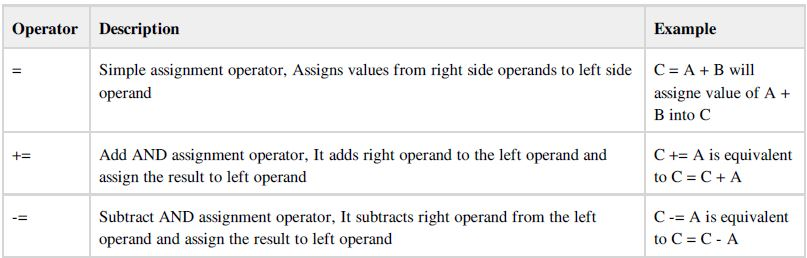 Operator Description Example
= Simple assignment operator, Assigns values from right side operands to left side operand C = A + B will assigne value of A + B into C
+= Add AND assignment operator, It adds right operand to the left operand and assign the result to left operand C += A is equivalent to C = C + A
-= Subtract AND assignment operator, It subtracts right operand from the left operand and assign the result to left operand C -= A is equivalent to C = C - A